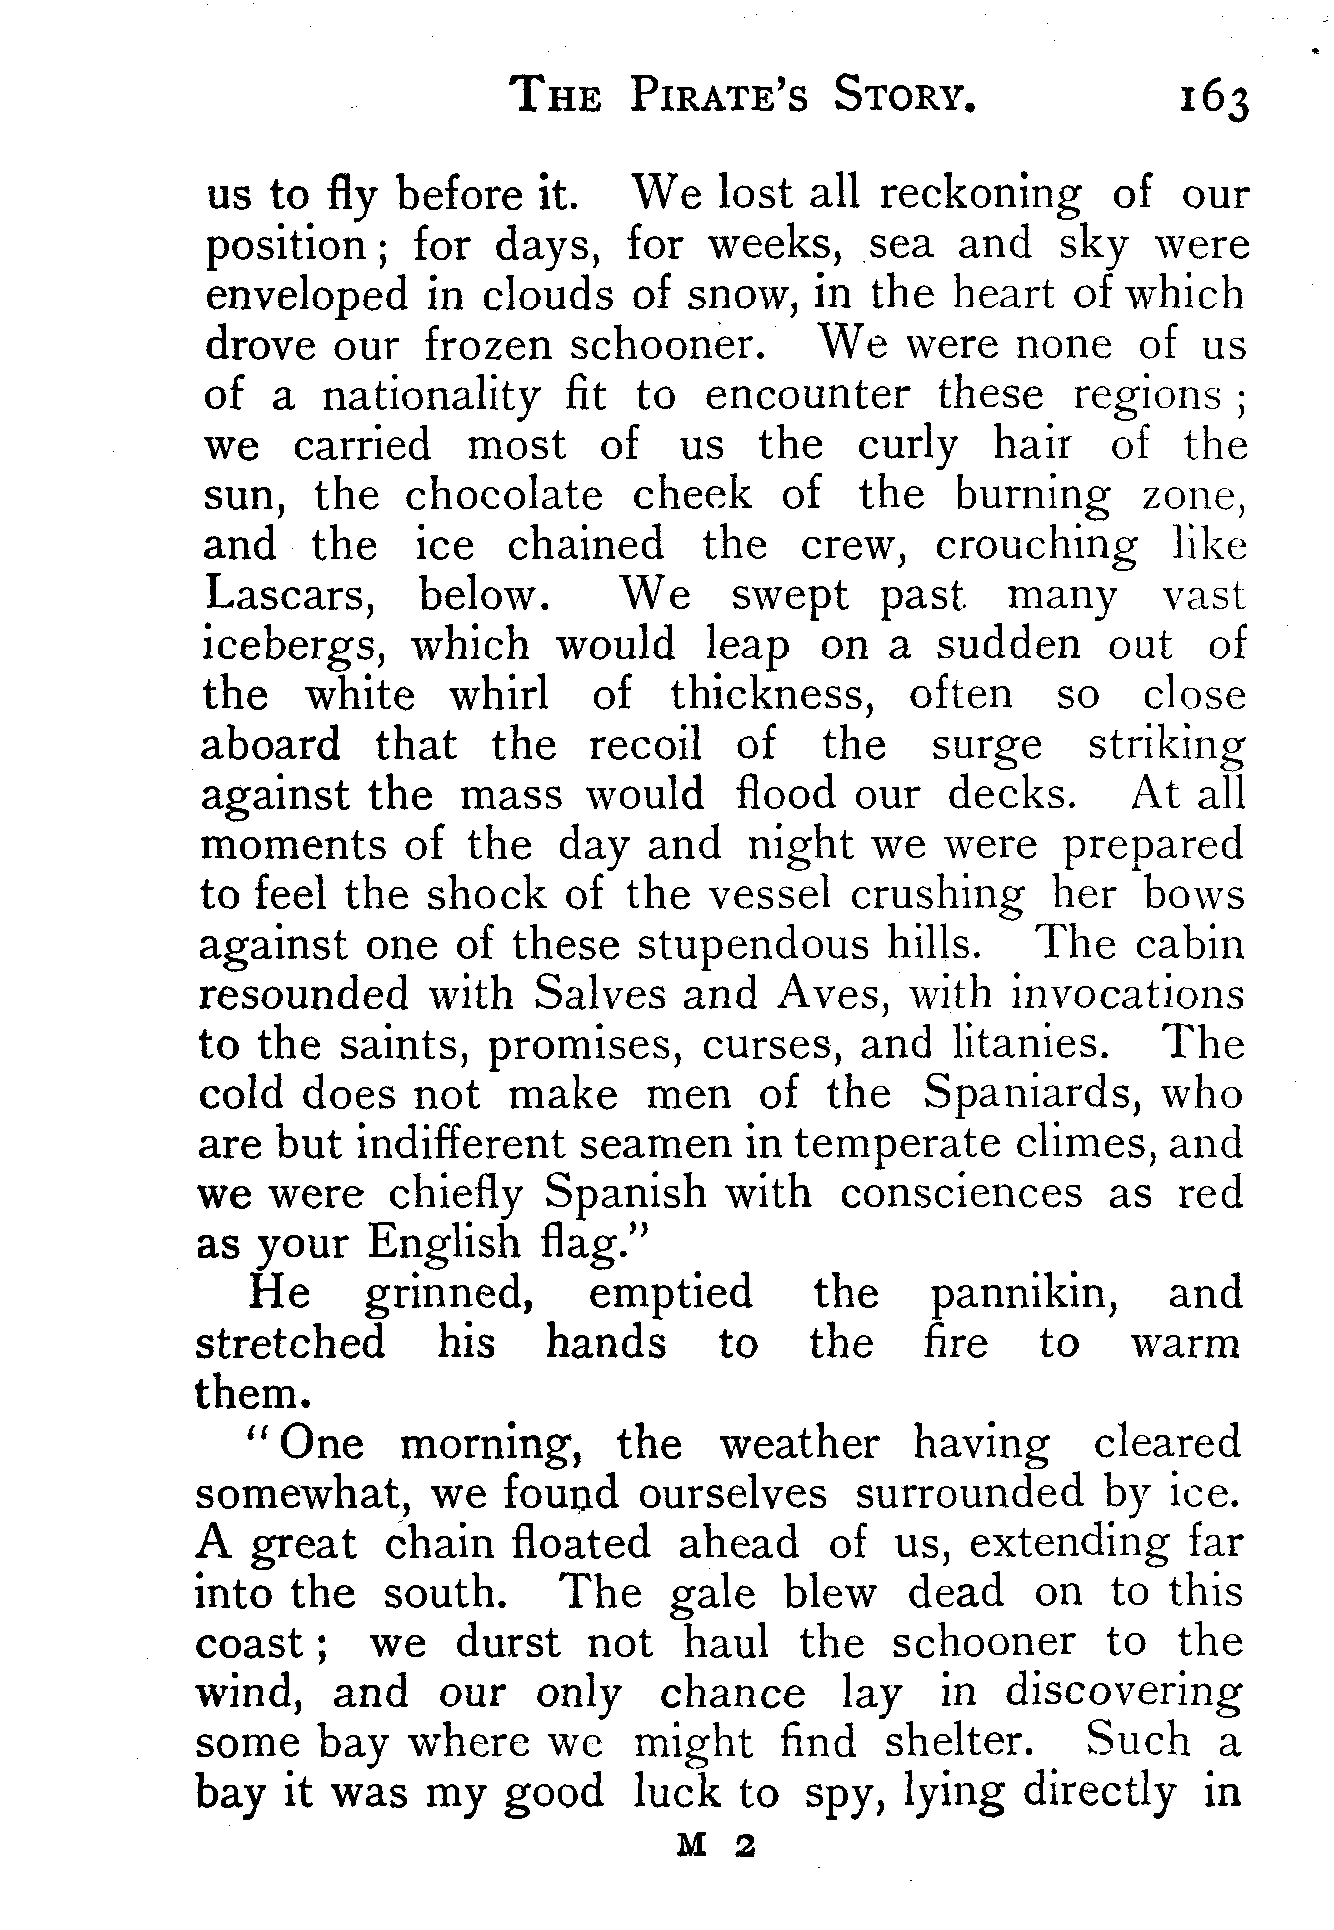 THE PIRATE'S STORY. 163
us to fly before it. We lost all reckoning of our
position ; for days, for weeks, sea and sky were
enveloped in clouds of snow, in the heart of which
drove our frozen schooner. We were none of us
of a nationality fit to encounter these regions ;
we carried most of us the curly hair of the
sun, the chocolate cheek of the burning zone,
and the ice chained the crew, crouching like
Lascars, below. We swept past many vast
icebergs, which would leap on a sudden out of
the white whirl of thickness, often so close
aboard that the recoil of the surge striking
against the mass would flood our decks. At all
moments of the day and night we were prepared
to feel the shock of the vessel crushing her bows
against one of these stupendous hills. The cabin
resounded with Salves and Aves, with invocations
to the saints, promises, curses, and litanies. The
cold does not make men of the Spaniards, who
are but indifferent seamen in temperate climes, and
we were chiefly Spanish with consciences as red
as your English flag."
He grinned, emptied the pannikin, and
stretched his hands to the fire to warm
them.
"One morning, the weather having cleared
somewhat, we found ourselves surrounded by ice.
A great chain floated ahead of us, extending far
into the south. The gale blew dead on to this
coast ; we durst not haul the schooner to the
wind, and our only chance lay in discovering
some bay where we might find shelter. Such a
bay it was my good luck to spy, lying directly in
M 2